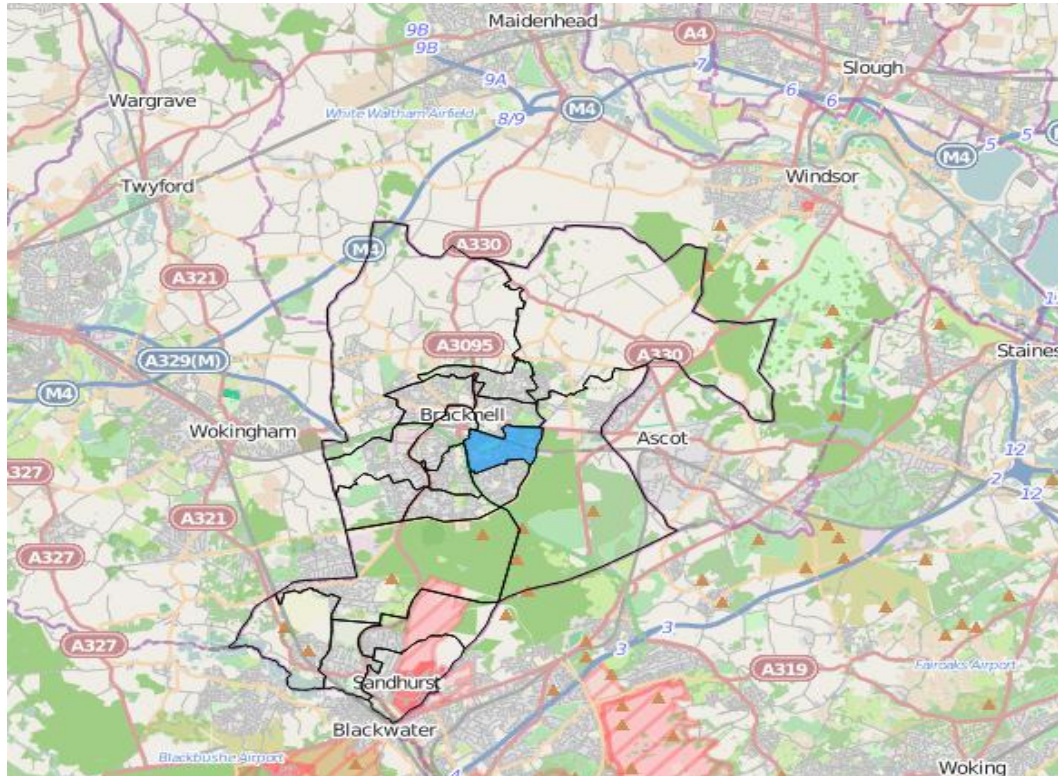 Maidenhead
9B
9B
A4
9A
7
Slough
Wargrave
6
6
White Waltham Airfield
8/9
M4
5
5
M4
Twyford
Windsor
A330
M4
A321
A3095
A330
Staines
A329(M)
M4
Bracknell
Wokingham
Ascot
12
A327
2
12
A321
A327
3
3
A327
A319
Fairoaks Airport
Sandhurst
Blackwater
Blackbushe Airport
4
Woking